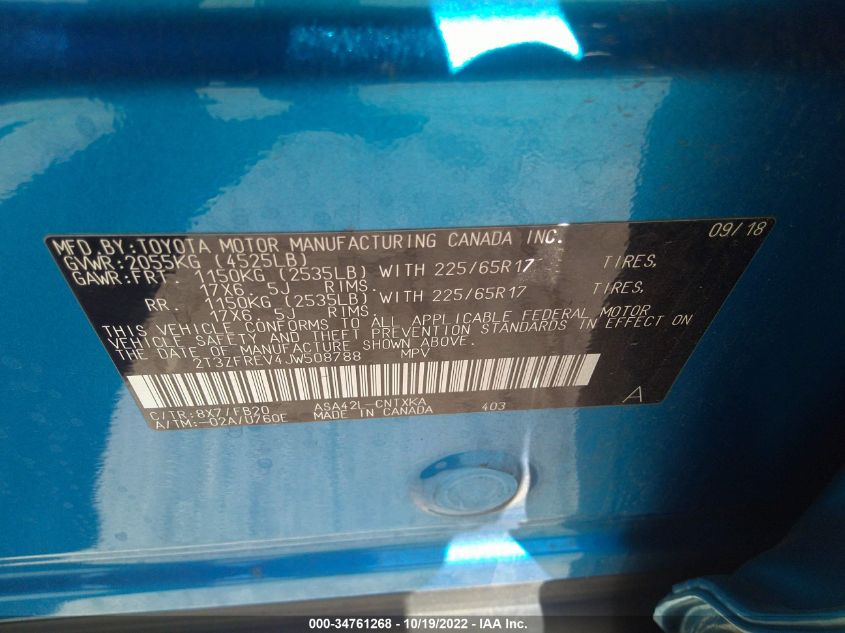 MFD. BY: TOYOTA MOTOR MANUFACTURING CANADA INC. 09/18
GVWR: 2055KG (4525LB)
GAWR: FRT. 1150KG (2535LB) WITH 225/65R17 TIRES,
17X6. 5J RIMS.
RR. 1150KG (2535LB) WITH 225/65R17 TIRES,
17X6. 5J RIMS.
THIS VEHICLE CONFORMS TO ALL APPLICABLE FEDERAL MOTOR
VEHICLE SAFETY AND THEFT PREVENTION STANDARDS IN EFFECT ON
THE DATE OF MANUFACTURE SHOWN ABOVE.
2T3ZFREV4JW508788 MPV
C/TR: 8X7/FB20 ASA42L-CNTXKA 403 A
A/TM: -02A/U760E MADE IN CANADA
000-34761268 - 10/19/2022 - IAA Inc.